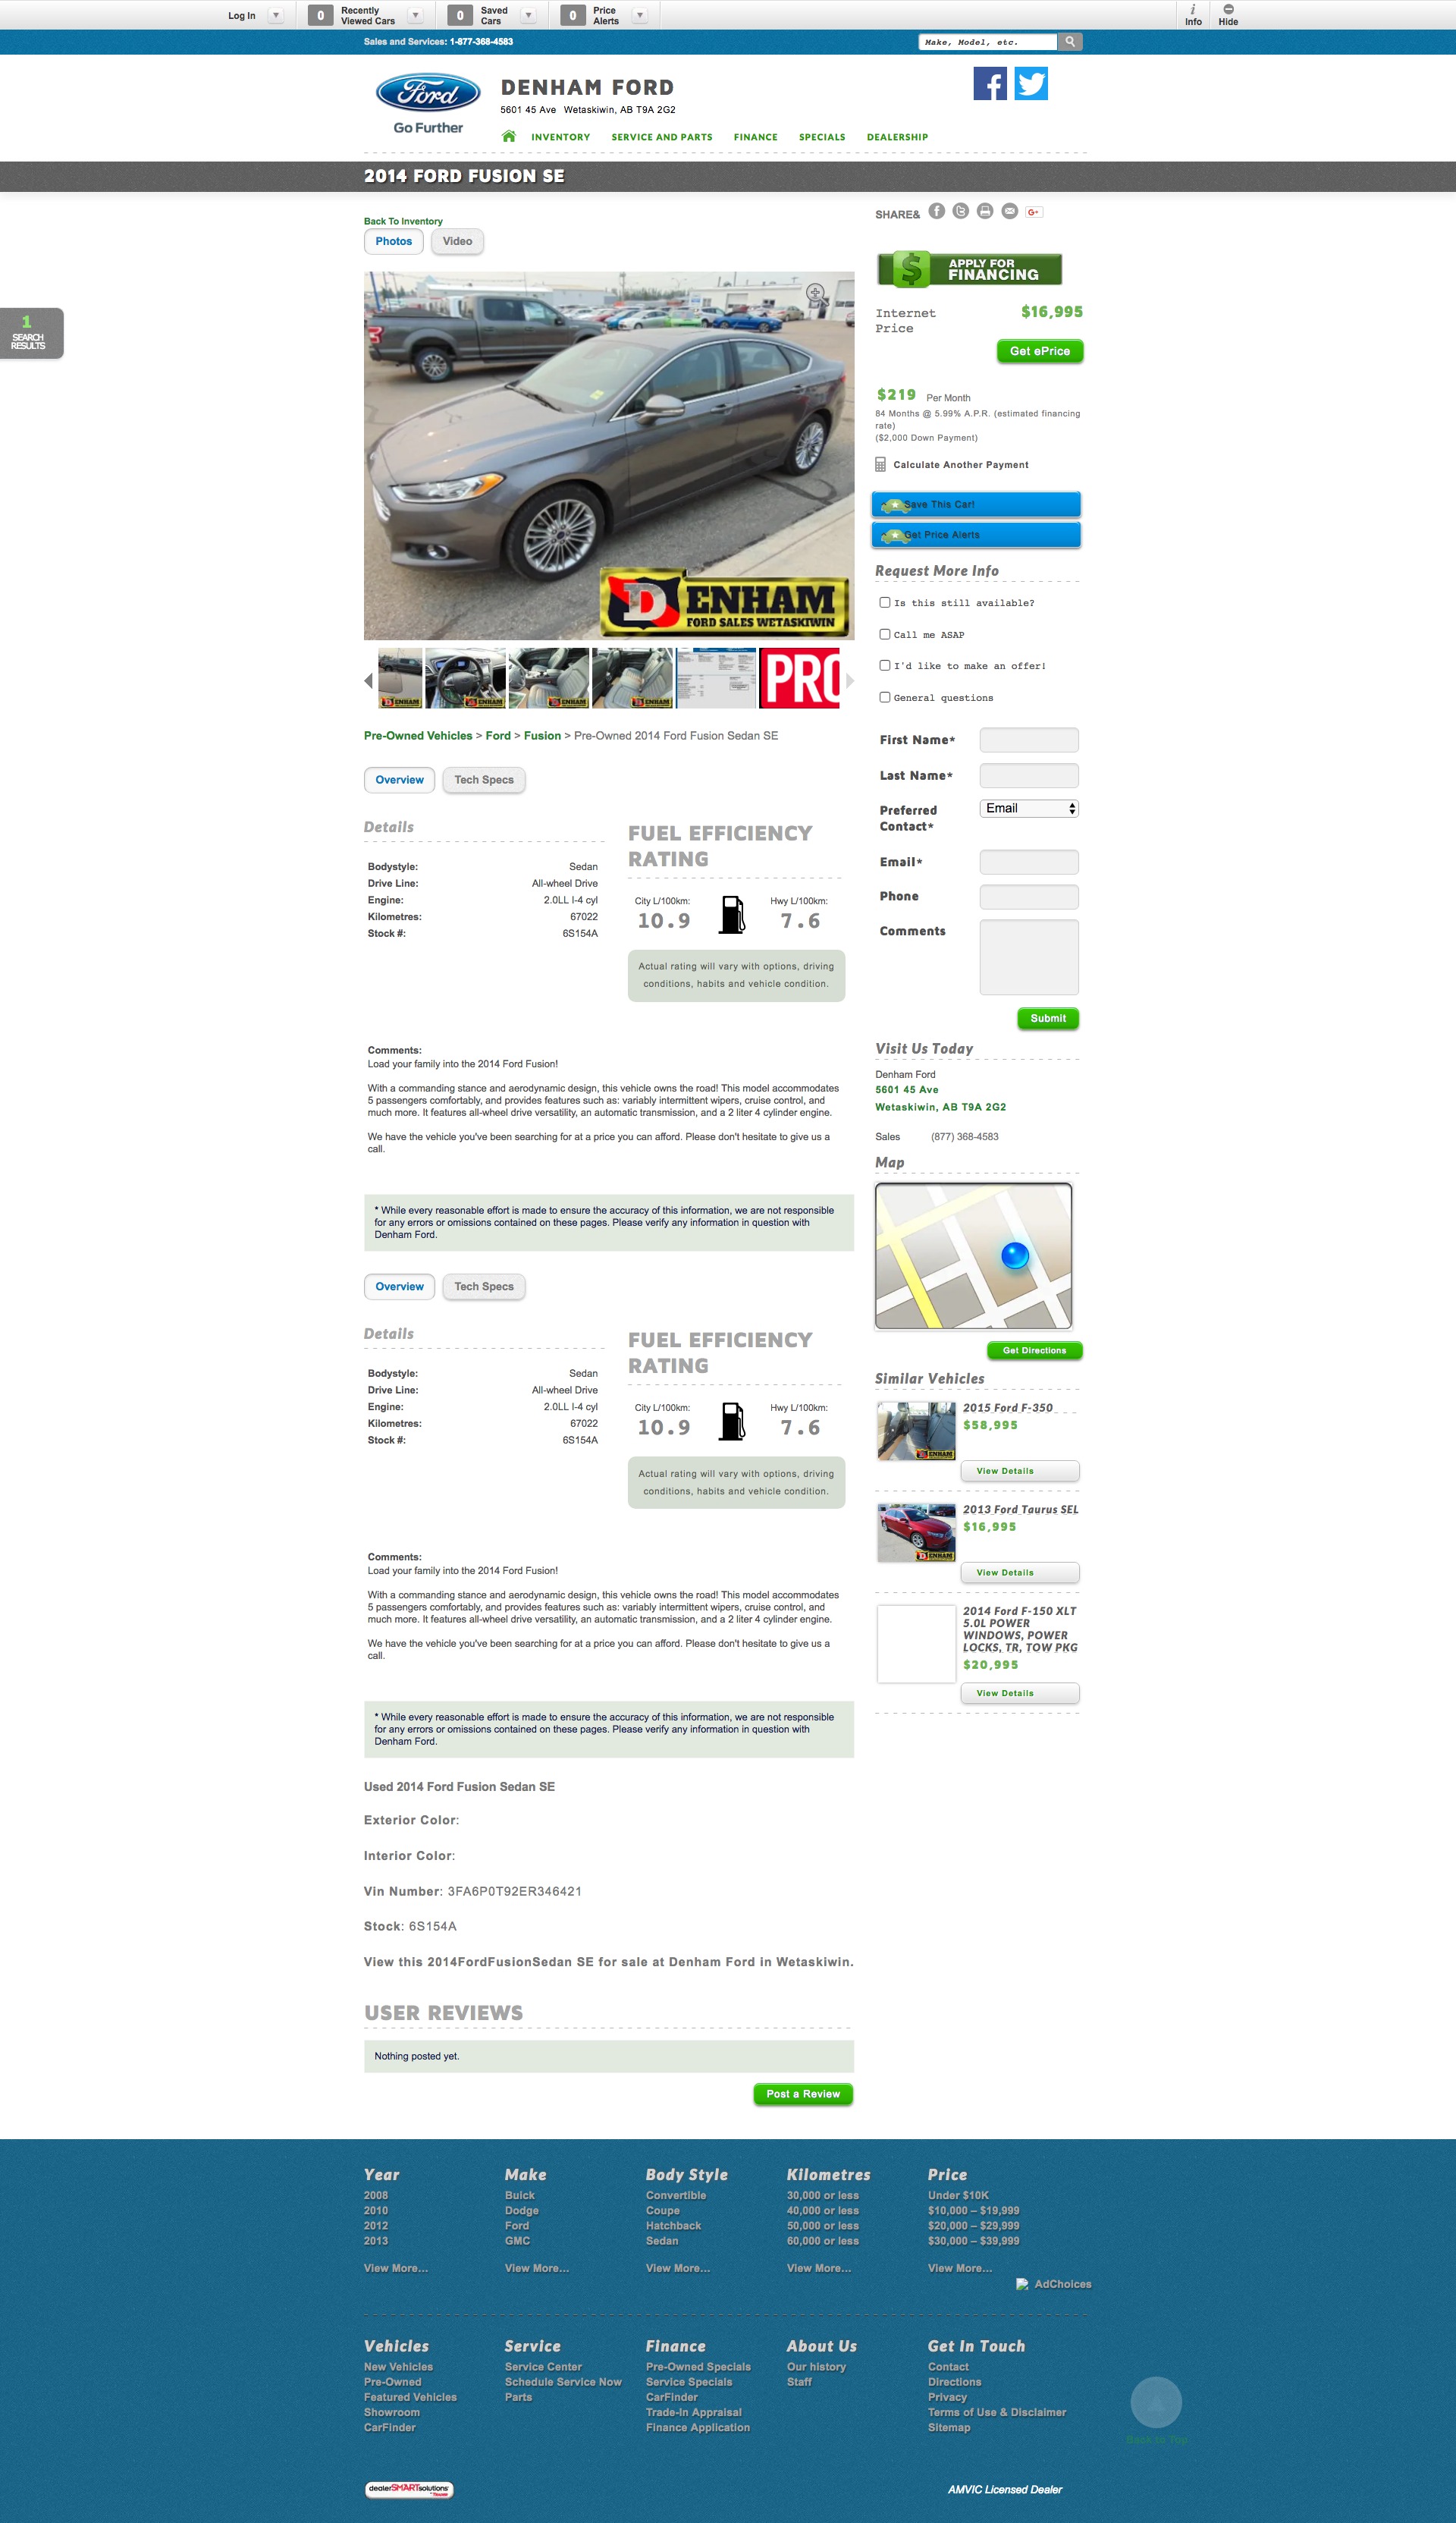 Log In
0
Recently
Viewed Cars
0
Saved
Cars
0
Price
Alerts
Info
Hide
Sales and Services: 1-877-368-4583
Make, Model, etc.
Ford
Go Further
DENHAM FORD
5601 45 Ave Wetaskiwin, AB T9A 2G2
INVENTORY SERVICE AND PARTS FINANCE SPECIALS DEALERSHIP
2014 FORD FUSION SE
Back To Inventory
Photos
Video
1
SEARCH
RESULTS
DENHAM
FORD SALES WETASKIWIN
DENHAM
DENHAM
DENHAM
DENHAM
PRO
Pre-Owned Vehicles > Ford > Fusion > Pre-Owned 2014 Ford Fusion Sedan SE
Overview
Tech Specs
Details
Bodystyle: Sedan
Drive Line: All-wheel Drive
Engine: 2.0LL I-4 cyl
Kilometres: 67022
Stock #: 6S154A
FUEL EFFICIENCY
RATING
City L/100km:
10.9
Hwy L/100km:
7.6
Actual rating will vary with options, driving
conditions, habits and vehicle condition.
Comments:
Load your family into the 2014 Ford Fusion!
With a commanding stance and aerodynamic design, this vehicle owns the road! This model accommodates
5 passengers comfortably, and provides features such as: variably intermittent wipers, cruise control, and
much more. It features all-wheel drive versatility, an automatic transmission, and a 2 liter 4 cylinder engine.
We have the vehicle you've been searching for at a price you can afford. Please don't hesitate to give us a
call.
* While every reasonable effort is made to ensure the accuracy of this information, we are not responsible
for any errors or omissions contained on these pages. Please verify any information in question with
Denham Ford.
Overview
Tech Specs
Details
Bodystyle: Sedan
Drive Line: All-wheel Drive
Engine: 2.0LL I-4 cyl
Kilometres: 67022
Stock #: 6S154A
FUEL EFFICIENCY
RATING
City L/100km:
10.9
Hwy L/100km:
7.6
Actual rating will vary with options, driving
conditions, habits and vehicle condition.
Comments:
Load your family into the 2014 Ford Fusion!
With a commanding stance and aerodynamic design, this vehicle owns the road! This model accommodates
5 passengers comfortably, and provides features such as: variably intermittent wipers, cruise control, and
much more. It features all-wheel drive versatility, an automatic transmission, and a 2 liter 4 cylinder engine.
We have the vehicle you've been searching for at a price you can afford. Please don't hesitate to give us a
call.
* While every reasonable effort is made to ensure the accuracy of this information, we are not responsible
for any errors or omissions contained on these pages. Please verify any information in question with
Denham Ford.
Used 2014 Ford Fusion Sedan SE
Exterior Color:
Interior Color:
Vin Number: 3FA6P0T92ER346421
Stock: 6S154A
View this 2014FordFusionSedan SE for sale at Denham Ford in Wetaskiwin.
USER REVIEWS
Nothing posted yet.
Post a Review
SHARE&
G+
APPLY FOR
FINANCING
Internet
Price
$16,995
Get ePrice
$219 Per Month
84 Months @ 5.99% A.P.R. (estimated financing
rate)
($2,000 Down Payment)
Calculate Another Payment
Save This Car!
Get Price Alerts
Request More Info
Is this still available?
Call me ASAP
I'd like to make an offer!
General questions
First Name*
Last Name*
Preferred
Contact*
Email
Email*
Phone
Comments
Submit
Visit Us Today
Denham Ford
5601 45 Ave
Wetaskiwin, AB T9A 2G2
Sales (877) 368-4583
Map
Get Directions
Similar Vehicles
2015 Ford F-350
$58,995
DENHAM
View Details
2013 Ford Taurus SEL
$16,995
DENHAM
View Details
2014 Ford F-150 XLT
5.0L POWER
WINDOWS, POWER
LOCKS, TR, TOW PKG
$20,995
View Details
Year
2008
2010
2012
2013
View More...
Make
Buick
Dodge
Ford
GMC
View More...
Body Style
Convertible
Coupe
Hatchback
Sedan
View More...
Kilometres
30,000 or less
40,000 or less
50,000 or less
60,000 or less
View More...
Price
Under $10K
$10,000 – $19,999
$20,000 – $29,999
$30,000 – $39,999
View More...
AdChoices
Vehicles
New Vehicles
Pre-Owned
Featured Vehicles
Showroom
CarFinder
Service
Service Center
Schedule Service Now
Parts
Finance
Pre-Owned Specials
Service Specials
CarFinder
Trade-In Appraisal
Finance Application
About Us
Our history
Staff
Get In Touch
Contact
Directions
Privacy
Terms of Use & Disclaimer
Sitemap
Back to Top
dealerSMARTsolutions
AMVIC Licensed Dealer